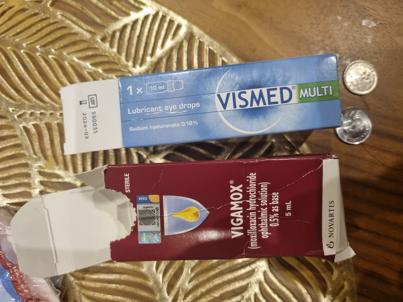 1 x 10 ml
Lubricant eye drops
Sodium hyaluronate 0.18%
VISMED MULTI
STERILE
VIGAMOX®
(moxifloxacin hydrochloride
ophthalmic solution)
0.5% as base
5 mL
NOVARTIS